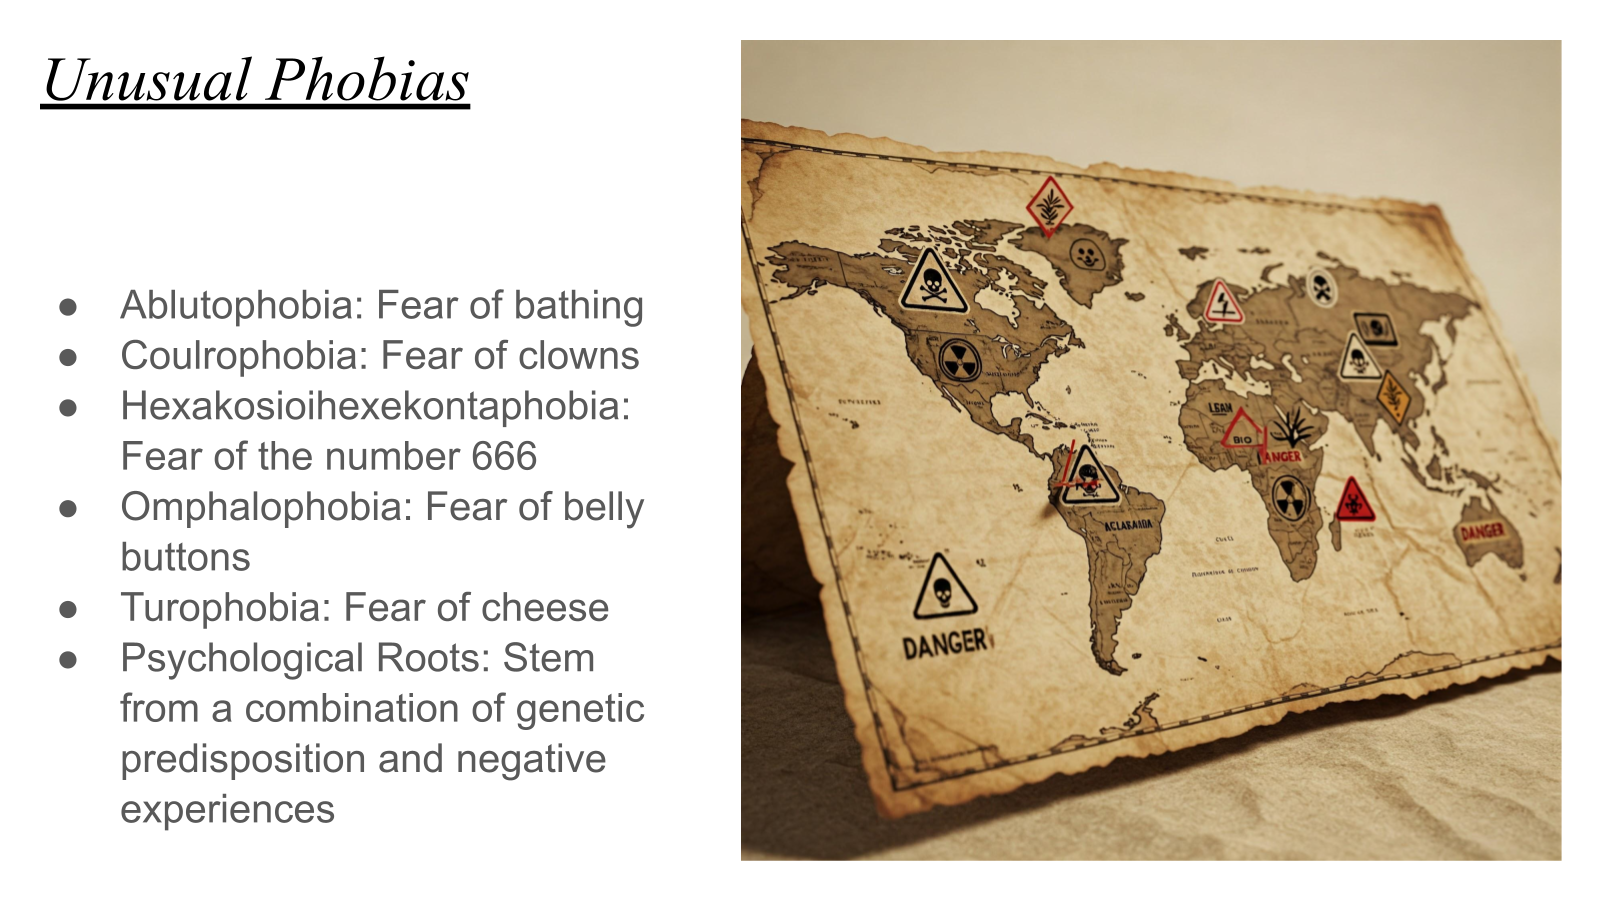 Unusual Phobias
● Ablutophobia: Fear of bathing
● Coulrophobia: Fear of clowns
● Hexakosioihexekontaphobia:
Fear of the number 666
● Omphalophobia: Fear of belly
buttons
● Turophobia: Fear of cheese
● Psychological Roots: Stem
from a combination of genetic
predisposition and negative
experiences
BIO
ANGER
DANGER
DANGER